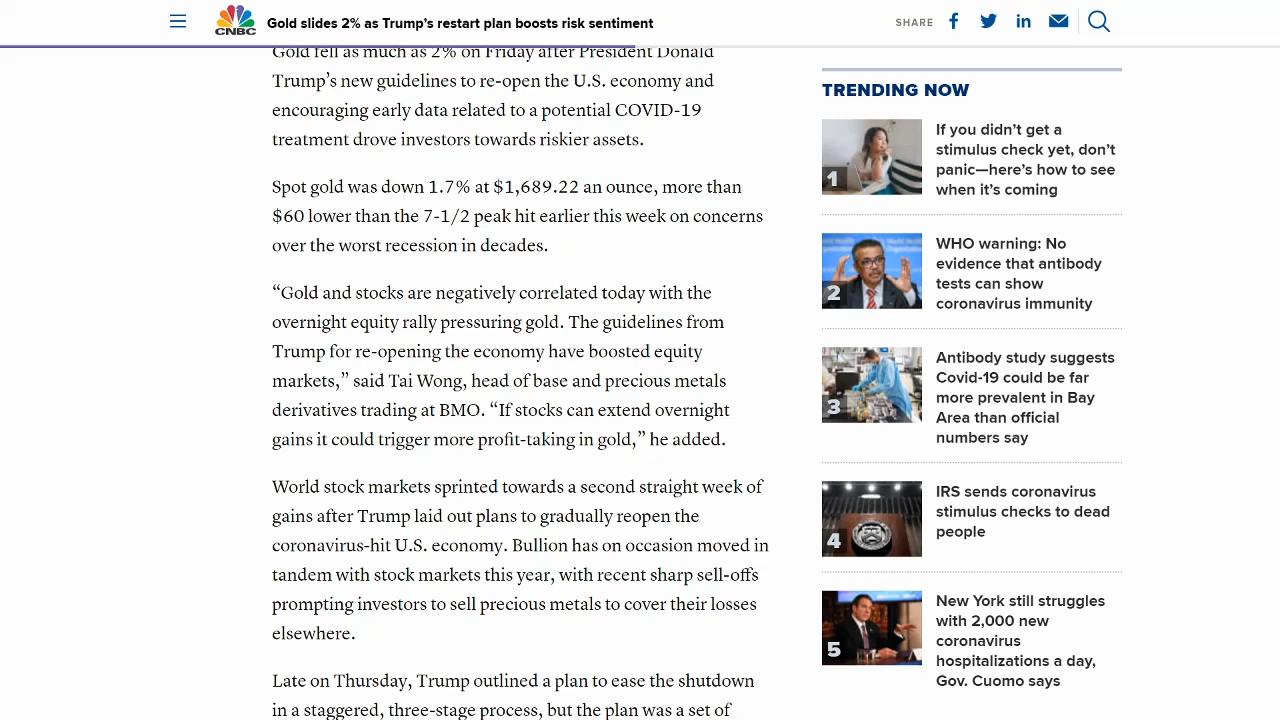 CNBC
Gold slides 2% as Trump’s restart plan boosts risk sentiment
SHARE
Gold fell as much as 2% on Friday after President Donald
Trump’s new guidelines to re-open the U.S. economy and
encouraging early data related to a potential COVID-19
treatment drove investors towards riskier assets.
Spot gold was down 1.7% at $1,689.22 an ounce, more than
$60 lower than the 7-1/2 peak hit earlier this week on concerns
over the worst recession in decades.
“Gold and stocks are negatively correlated today with the
overnight equity rally pressuring gold. The guidelines from
Trump for re-opening the economy have boosted equity
markets,” said Tai Wong, head of base and precious metals
derivatives trading at BMO. “If stocks can extend overnight
gains it could trigger more profit-taking in gold,” he added.
World stock markets sprinted towards a second straight week of
gains after Trump laid out plans to gradually reopen the
coronavirus-hit U.S. economy. Bullion has on occasion moved in
tandem with stock markets this year, with recent sharp sell-offs
prompting investors to sell precious metals to cover their losses
elsewhere.
Late on Thursday, Trump outlined a plan to ease the shutdown
in a staggered, three-stage process, but the plan was a set of
TRENDING NOW
1
If you didn’t get a
stimulus check yet, don’t
panic—here’s how to see
when it’s coming
2
WHO warning: No
evidence that antibody
tests can show
coronavirus immunity
3
Antibody study suggests
Covid-19 could be far
more prevalent in Bay
Area than official
numbers say
4
IRS sends coronavirus
stimulus checks to dead
people
5
New York still struggles
with 2,000 new
coronavirus
hospitalizations a day,
Gov. Cuomo says